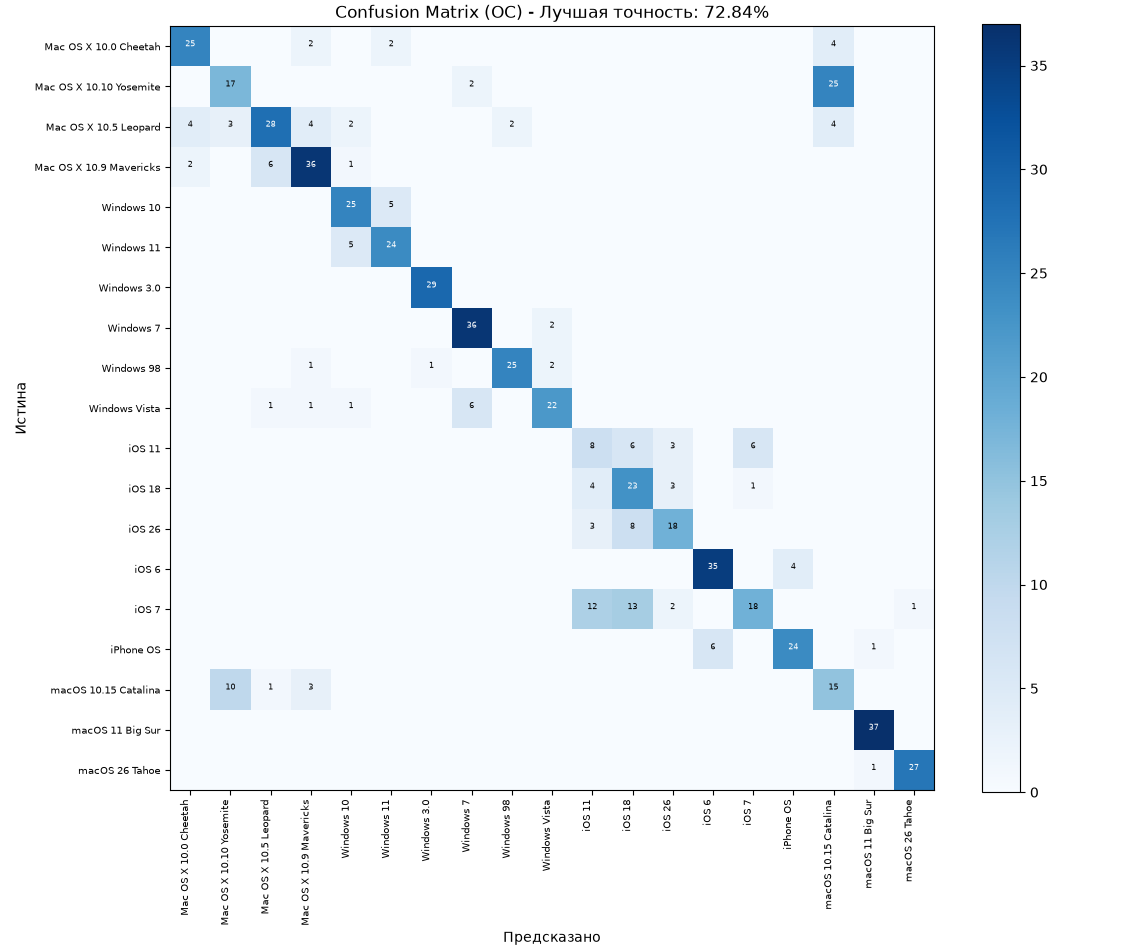 Confusion Matrix (ОС) - Лучшая точность: 72.84%
Mac OS X 10.0 Cheetah 25 2 2 4
Mac OS X 10.10 Yosemite 17 2 25
Mac OS X 10.5 Leopard 4 3 28 4 2 2 4
Mac OS X 10.9 Mavericks 2 6 36 1
Windows 10 25 5
Windows 11 5 24
Windows 3.0 29
Windows 7 36 2
Windows 98 1 1 25 2
Windows Vista 1 1 1 6 22
iOS 11 8 6 3 6
iOS 18 4 23 3 1
iOS 26 3 8 18
iOS 6 35 4
iOS 7 12 13 2 18 1
iPhone OS 6 24 1
macOS 10.15 Catalina 10 1 3 15
macOS 11 Big Sur 37
macOS 26 Tahoe 1 27
Истина
Mac OS X 10.0 Cheetah
Mac OS X 10.10 Yosemite
Mac OS X 10.5 Leopard
Mac OS X 10.9 Mavericks
Windows 10
Windows 11
Windows 3.0
Windows 7
Windows 98
Windows Vista
iOS 11
iOS 18
iOS 26
iOS 6
iOS 7
iPhone OS
macOS 10.15 Catalina
macOS 11 Big Sur
macOS 26 Tahoe
Предсказано
35
30
25
20
15
10
5
0